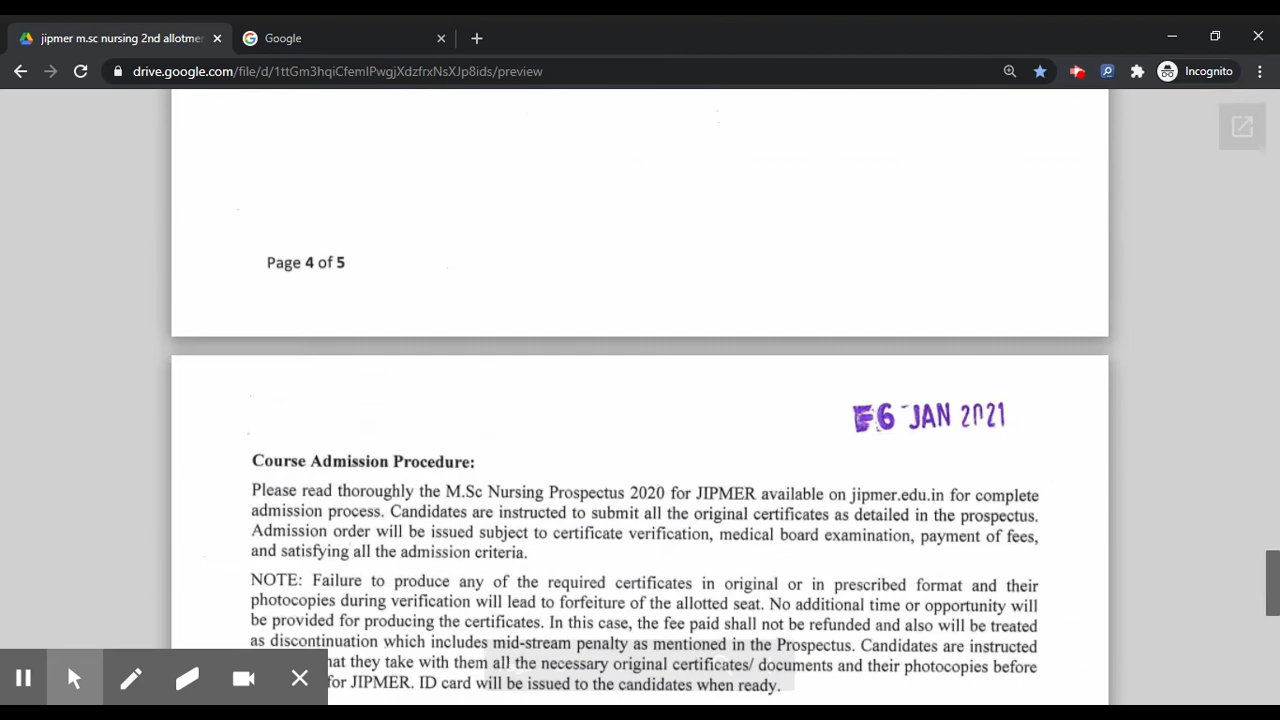 jipmer m.sc nursing 2nd allotmer
Google
drive.google.com/file/d/1ttGm3hqiCfemIPwgjXdzfrxNsXJp8ids/preview
Incognito
Page 4 of 5
6 JAN 2021
Course Admission Procedure:
Please read thoroughly the M.Sc Nursing Prospectus 2020 for JIPMER available on jipmer.edu.in for complete
admission process. Candidates are instructed to submit all the original certificates as detailed in the prospectus.
Admission order will be issued subject to certificate verification, medical board examination, payment of fees,
and satisfying all the admission criteria.
NOTE: Failure to produce any of the required certificates in original or in prescribed format and their
photocopies during verification will lead to forfeiture of the allotted seat. No additional time or opportunity will
be provided for producing the certificates. In this case, the fee paid shall not be refunded and also will be treated
as discontinuation which includes mid-stream penalty as mentioned in the Prospectus. Candidates are instructed
hat they take with them all the necessary original certificates/ documents and their photocopies before
for JIPMER. ID card will be issued to the candidates when ready.